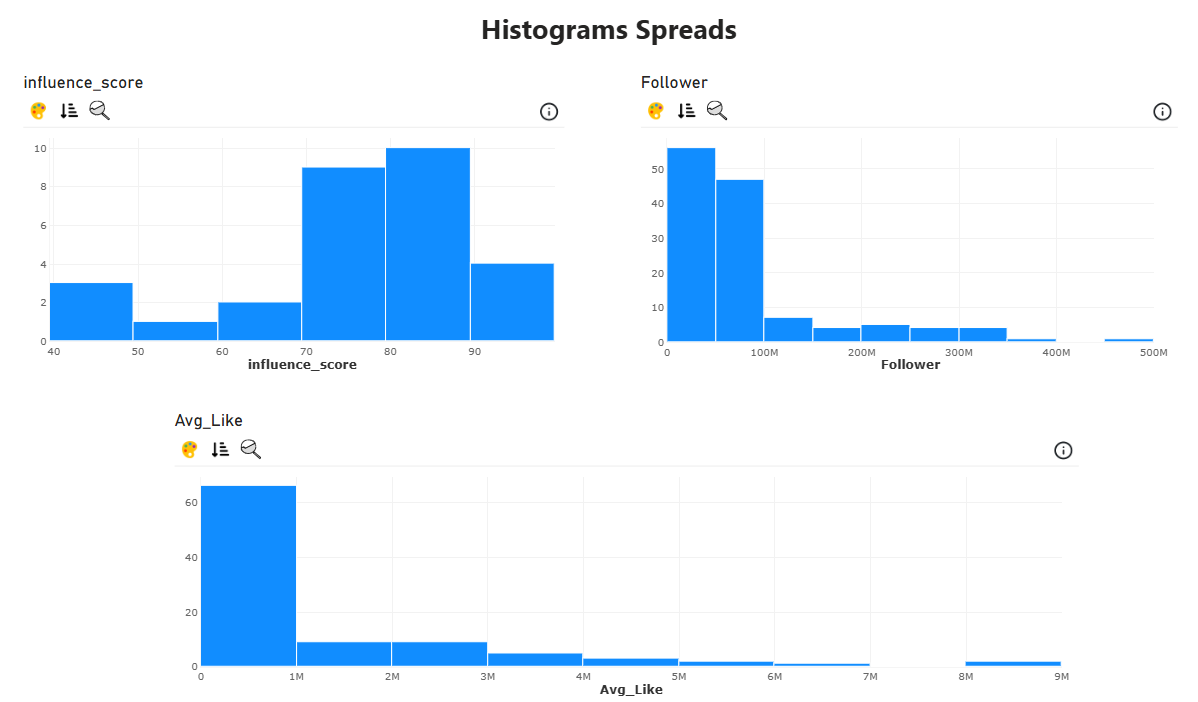 Histograms Spreads
influence_score
10
8
6
4
2
0
40 50 60 70 80 90
influence_score
Follower
50
40
30
20
10
0
0 100M 200M 300M 400M 500M
Follower
Avg_Like
60
40
20
0
0 1M 2M 3M 4M 5M 6M 7M 8M 9M
Avg_Like